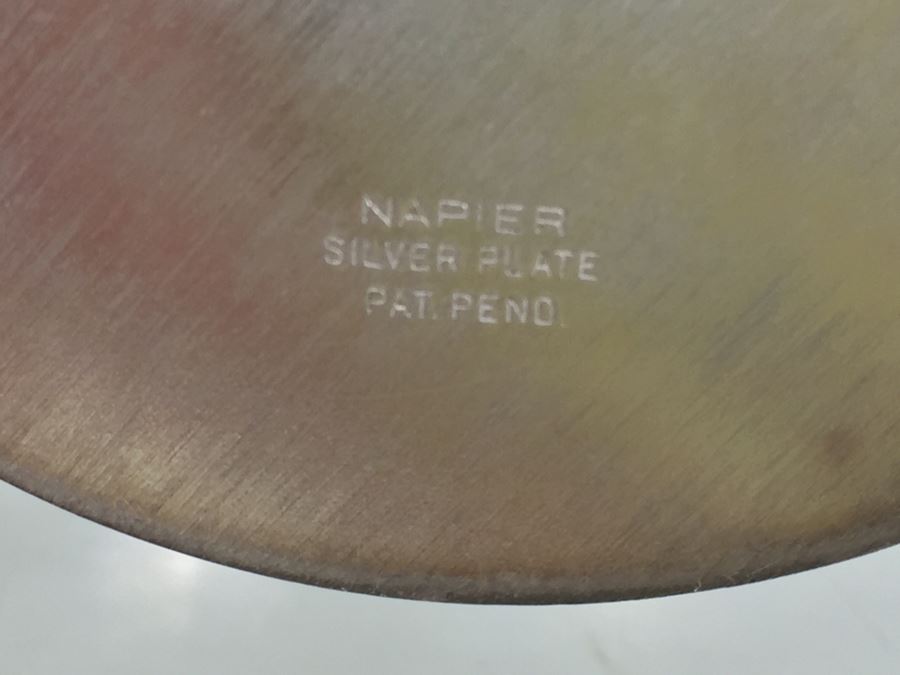 NAPIER
SILVER PLATE
PAT. PEND.